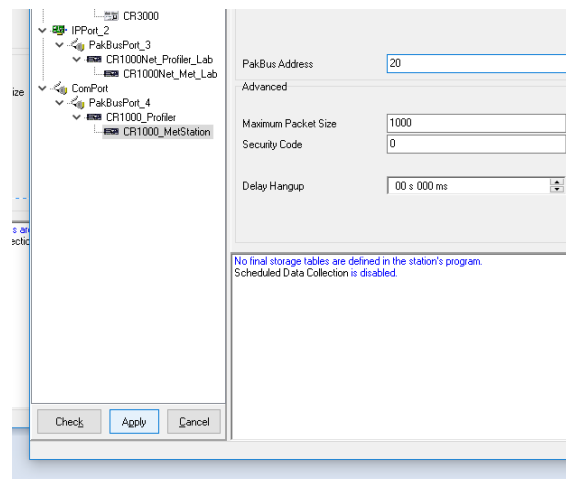 CR3000
IPPort_2
PakBusPort_3
CR1000Net_Profiler_Lab
CR1000Net_Met_Lab
ComPort
PakBusPort_4
CR1000_Profiler
CR1000_MetStation
Check
Apply
Cancel
PakBus Address
20
Advanced
Maximum Packet Size
1000
Security Code
0
Delay Hangup
00 s 000 ms
No final storage tables are defined in the station's program.
Scheduled Data Collection is disabled.
ize
s are
ectio